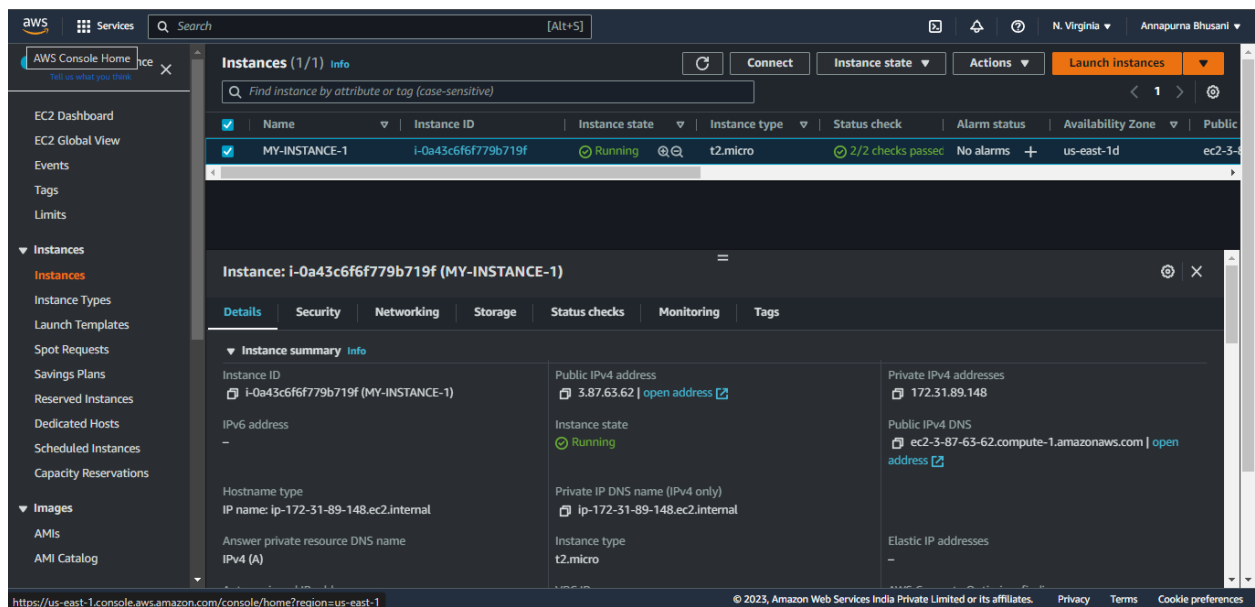 aws Services Search [Alt+S] N. Virginia Annapurna Bhusani
AWS Console Home nce
Tell us what you think
EC2 Dashboard
EC2 Global View
Events
Tags
Limits
Instances
Instances
Instance Types
Launch Templates
Spot Requests
Savings Plans
Reserved Instances
Dedicated Hosts
Scheduled Instances
Capacity Reservations
Images
AMIs
AMI Catalog
Instances (1/1) Info Connect Instance state Actions Launch instances
Find instance by attribute or tag (case-sensitive) 1
Name Instance ID Instance state Instance type Status check Alarm status Availability Zone Public
MY-INSTANCE-1 i-0a43c6f6f779b719f Running t2.micro 2/2 checks passed No alarms + us-east-1d ec2-3-8
Instance: i-0a43c6f6f779b719f (MY-INSTANCE-1)
Details Security Networking Storage Status checks Monitoring Tags
Instance summary Info
Instance ID Public IPv4 address Private IPv4 addresses
i-0a43c6f6f779b719f (MY-INSTANCE-1) 3.87.63.62 | open address 172.31.89.148
IPv6 address Instance state Public IPv4 DNS
– Running ec2-3-87-63-62.compute-1.amazonaws.com | open
address
Hostname type Private IP DNS name (IPv4 only)
IP name: ip-172-31-89-148.ec2.internal ip-172-31-89-148.ec2.internal
Answer private resource DNS name Instance type Elastic IP addresses
IPv4 (A) t2.micro –
https://us-east-1.console.aws.amazon.com/console/home?region=us-east-1 © 2023, Amazon Web Services India Private Limited or its affiliates. Privacy Terms Cookie preferences